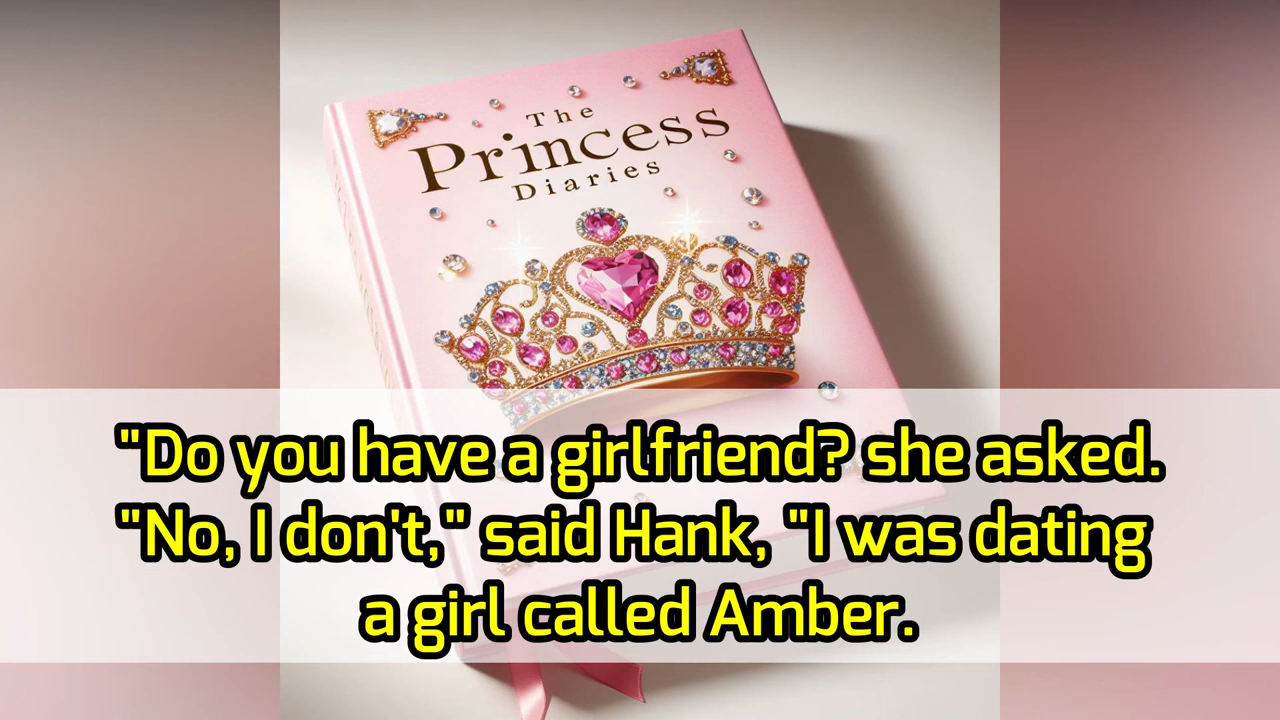 The
Princess
Diaries
"Do you have a girlfriend? she asked.
"No, I don't," said Hank, "I was dating
a girl called Amber.